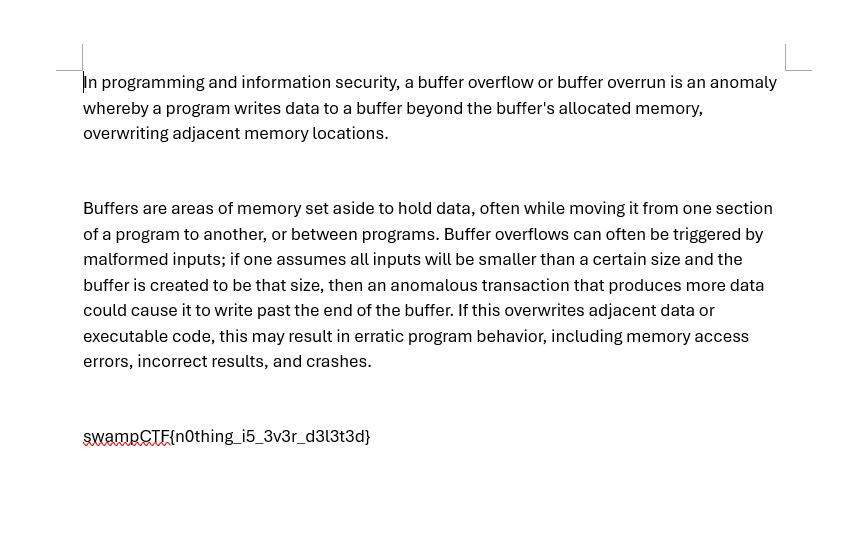 In programming and information security, a buffer overflow or buffer overrun is an anomaly
whereby a program writes data to a buffer beyond the buffer's allocated memory,
overwriting adjacent memory locations.
Buffers are areas of memory set aside to hold data, often while moving it from one section
of a program to another, or between programs. Buffer overflows can often be triggered by
malformed inputs; if one assumes all inputs will be smaller than a certain size and the
buffer is created to be that size, then an anomalous transaction that produces more data
could cause it to write past the end of the buffer. If this overwrites adjacent data or
executable code, this may result in erratic program behavior, including memory access
errors, incorrect results, and crashes.
swampCTF{n0thing_i5_3v3r_d3l3t3d}